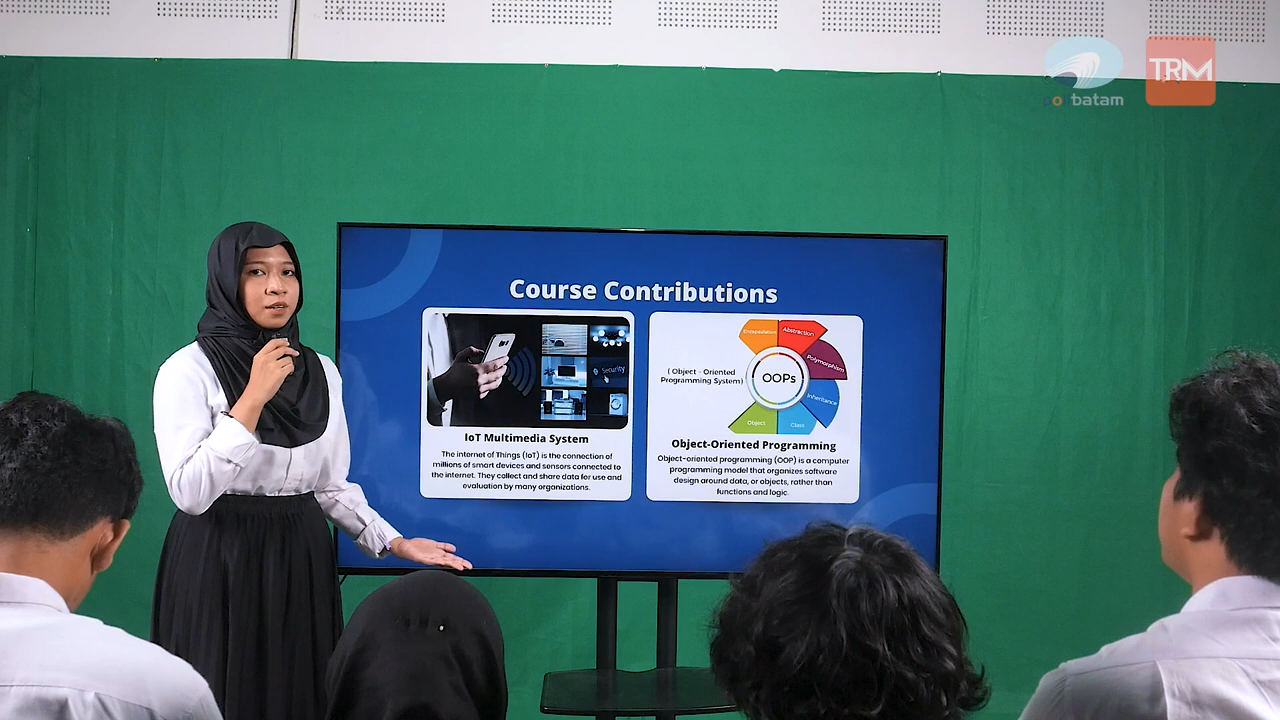 polbatam
TRM
Course Contributions
Security
IoT Multimedia System
The internet of Things (IoT) is the connection of
millions of smart devices and sensors connected to
the internet. They collect and share data for use and
evaluation by many organizations.
( Object - Oriented
Programming System)
OOPs
Encapsulation
Abstraction
Polymorphism
Inheritance
Class
Object
Object-Oriented Programming
Object-oriented programming (OOP) is a computer
programming model that organizes software
design around data, or objects, rather than
functions and logic.